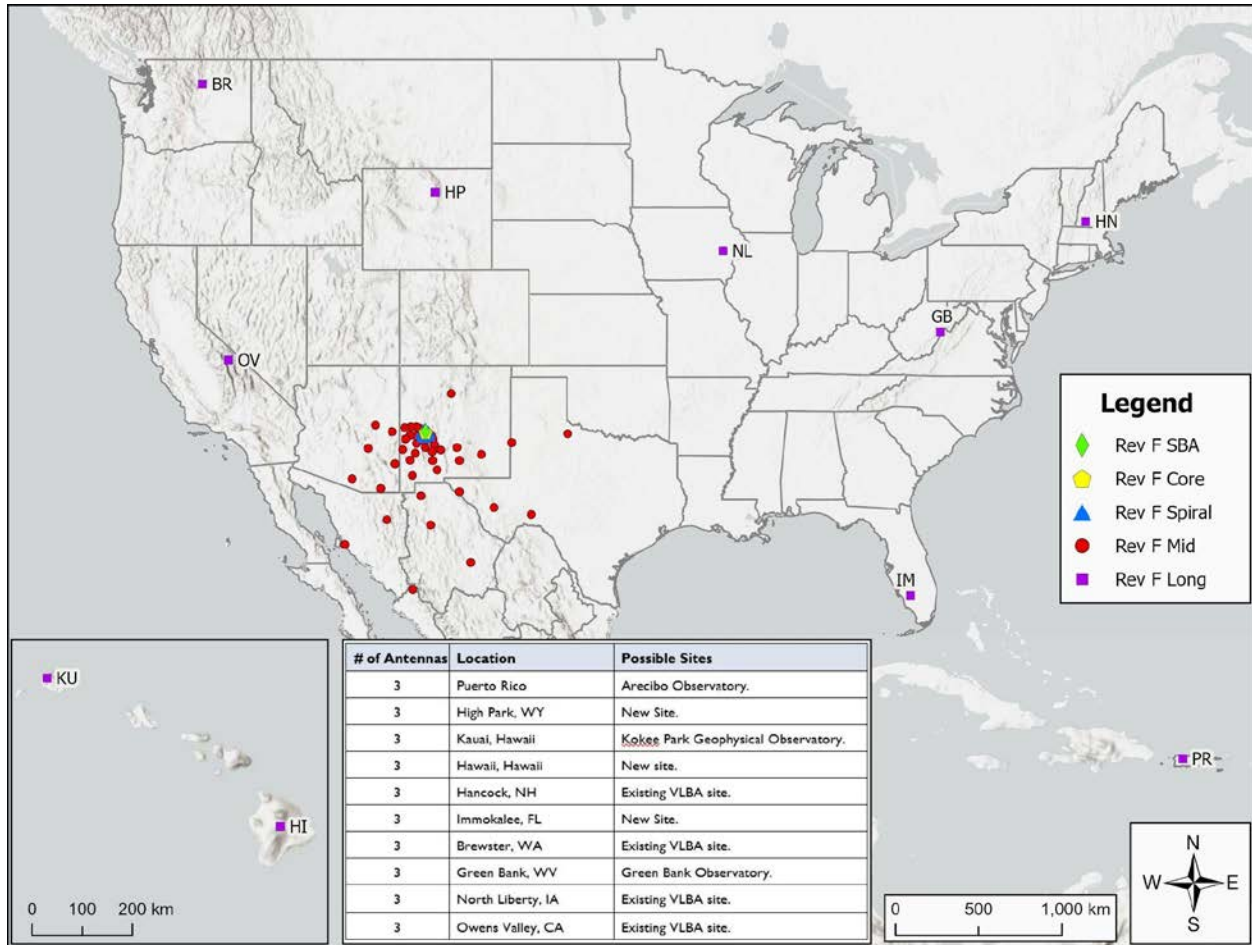 BR
HP
HN
NL
GB
OV
IM
Legend
Rev F SBA
Rev F Core
Rev F Spiral
Rev F Mid
Rev F Long
KU
HI
0 100 200 km
# of Antennas Location Possible Sites
3 Puerto Rico Arecibo Observatory.
3 High Park, WY New Site.
3 Kauai, Hawaii Kokee Park Geophysical Observatory.
3 Hawaii, Hawaii New site.
3 Hancock, NH Existing VLBA site.
3 Immokalee, FL New Site.
3 Brewster, WA Existing VLBA site.
3 Green Bank, WV Green Bank Observatory.
3 North Liberty, IA Existing VLBA site.
3 Owens Valley, CA Existing VLBA site.
PR
0 500 1,000 km
N
W E
S